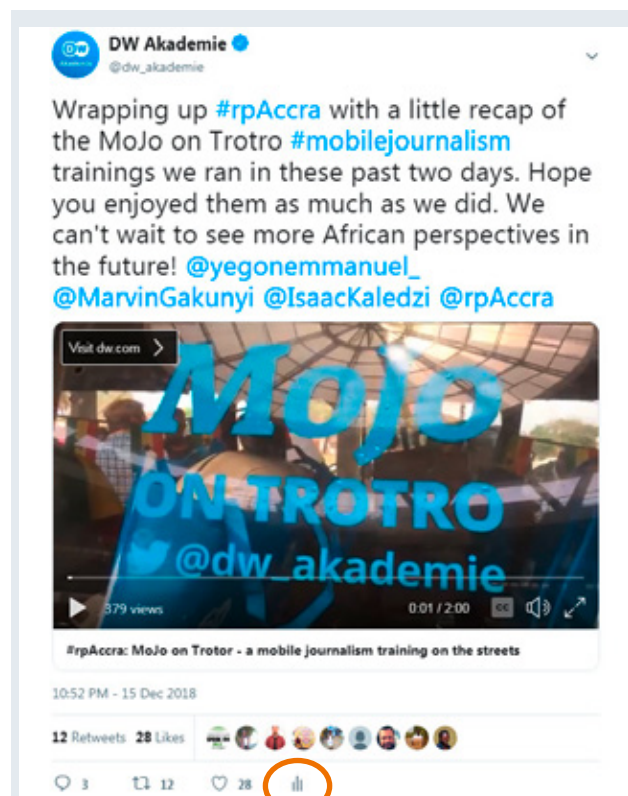 DW Akademie
@dw_akademie
Wrapping up #rpAccra with a little recap of
the MoJo on Trotro #mobilejournalism
trainings we ran in these past two days. Hope
you enjoyed them as much as we did. We
can't wait to see more African perspectives in
the future! @yegonemmanuel_
@MarvinGakunyi @IsaacKaledzi @rpAccra
Visit dw.com
Mojo
ON TROTRO
@dw_akademie
379 views 0:01 / 2:00 CC
#rpAccra: MoJo on Trotor - a mobile journalism training on the streets
10:52 PM - 15 Dec 2018
12 Retweets 28 Likes
3 12 28